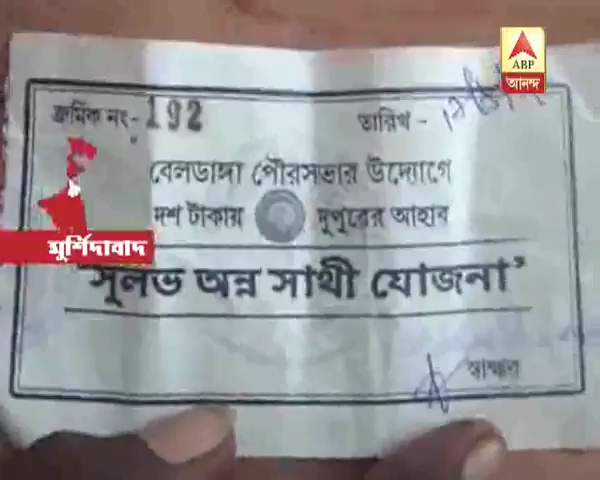 ABP
আনন্দ
ক্রমিক নং- 192
তারিখ -
বেলডাঙ্গা পৌরসভার উদ্যোগে
দশ টাকায় দুপুরের আহার
মুর্শিদাবাদ
'সুলভ অন্ন সাথী যোজনা'
স্বাক্ষর